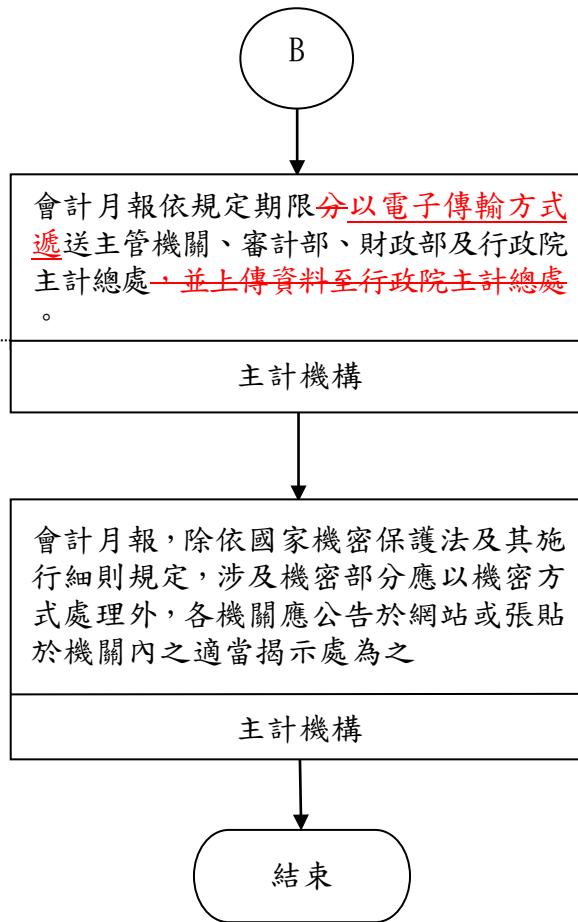 B
會計月報依規定期限分以電子傳輸方式
遞送主管機關、審計部、財政部及行政院
主計總處，並上傳資料至行政院主計總處
。
主計機構
會計月報，除依國家機密保護法及其施
行細則規定，涉及機密部分應以機密方
式處理外，各機關應公告於網站或張貼
於機關內之適當揭示處為之
主計機構
結束